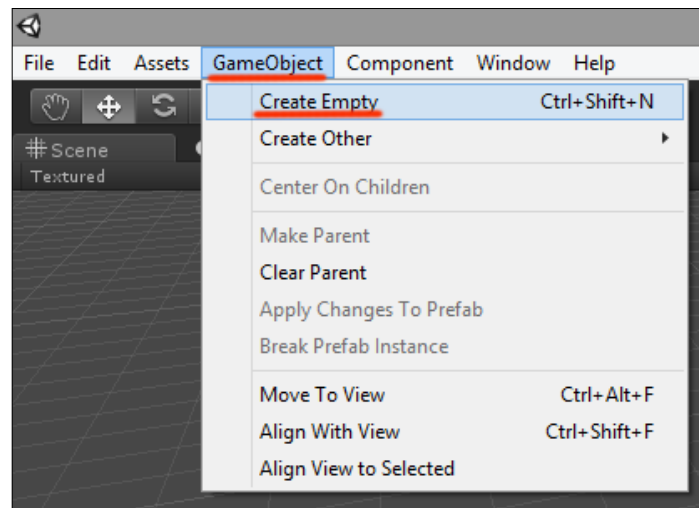 File Edit Assets GameObject Component Window Help
Create Empty Ctrl+Shift+N
Create Other
#Scene
Textured
Center On Children
Make Parent
Clear Parent
Apply Changes To Prefab
Break Prefab Instance
Move To View Ctrl+Alt+F
Align With View Ctrl+Shift+F
Align View to Selected